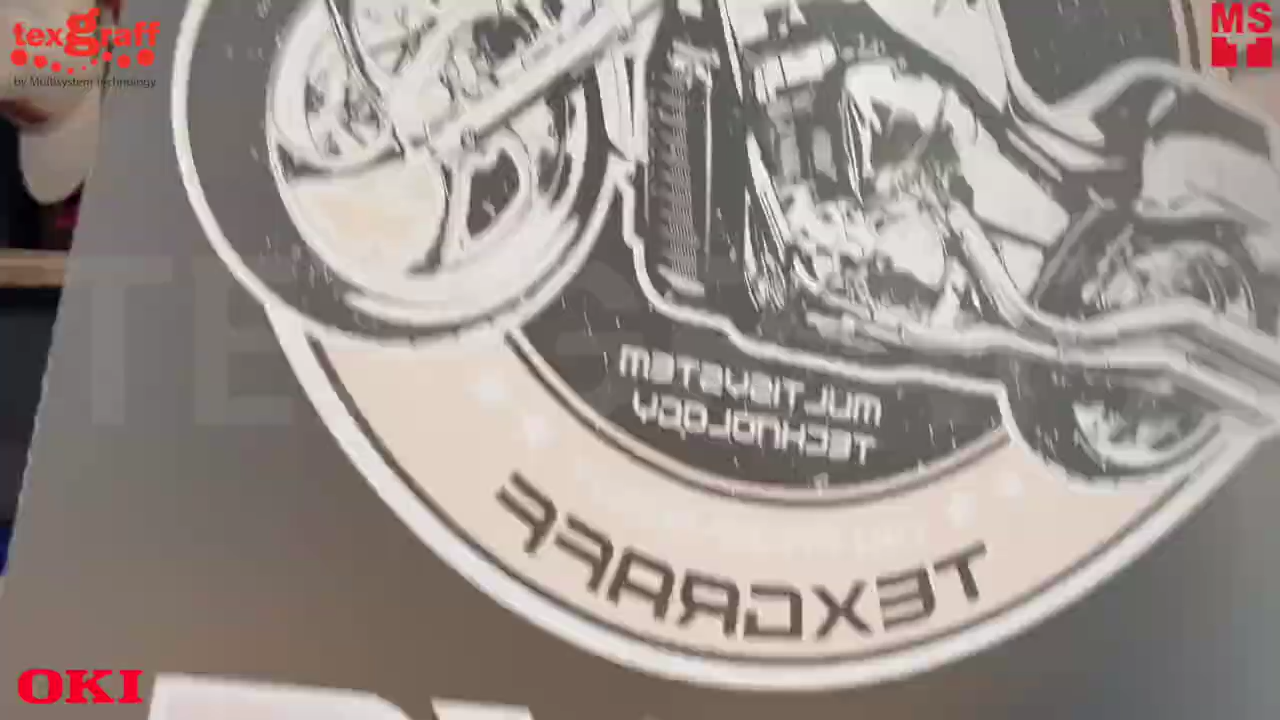 texgraff
by Multisystem technology
MS
T
MULTISYSTEM
TECHNOLOGY
TEXGRAFF
OKI